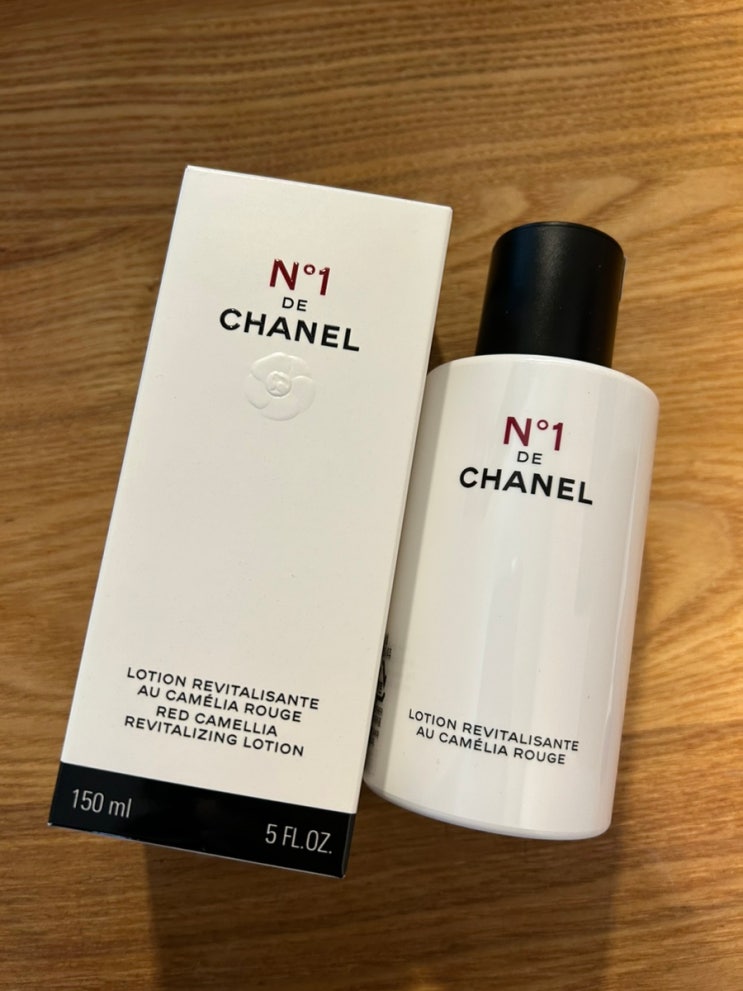 N°1
DE
CHANEL
LOTION REVITALISANTE
AU CAMÉLIA ROUGE
RED CAMELLIA
REVITALIZING LOTION
150 ml
5 FL.OZ.
N°1
DE
CHANEL
LOTION REVITALISANTE
AU CAMÉLIA ROUGE